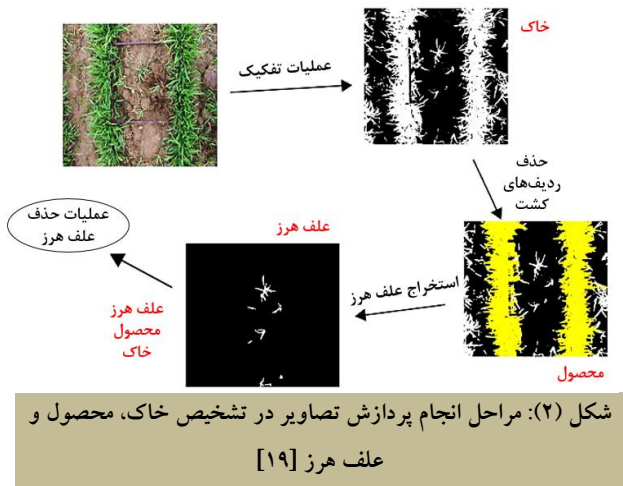 خاک
عملیات تفکیک
حذف
ردیف‌های
کشت
محصول
استخراج علف هرز
علف هرز
علف هرز
محصول
خاک
عملیات حذف
علف هرز
شکل (۲): مراحل انجام پردازش تصاویر در تشخیص خاک، محصول و
علف هرز [۱۹]